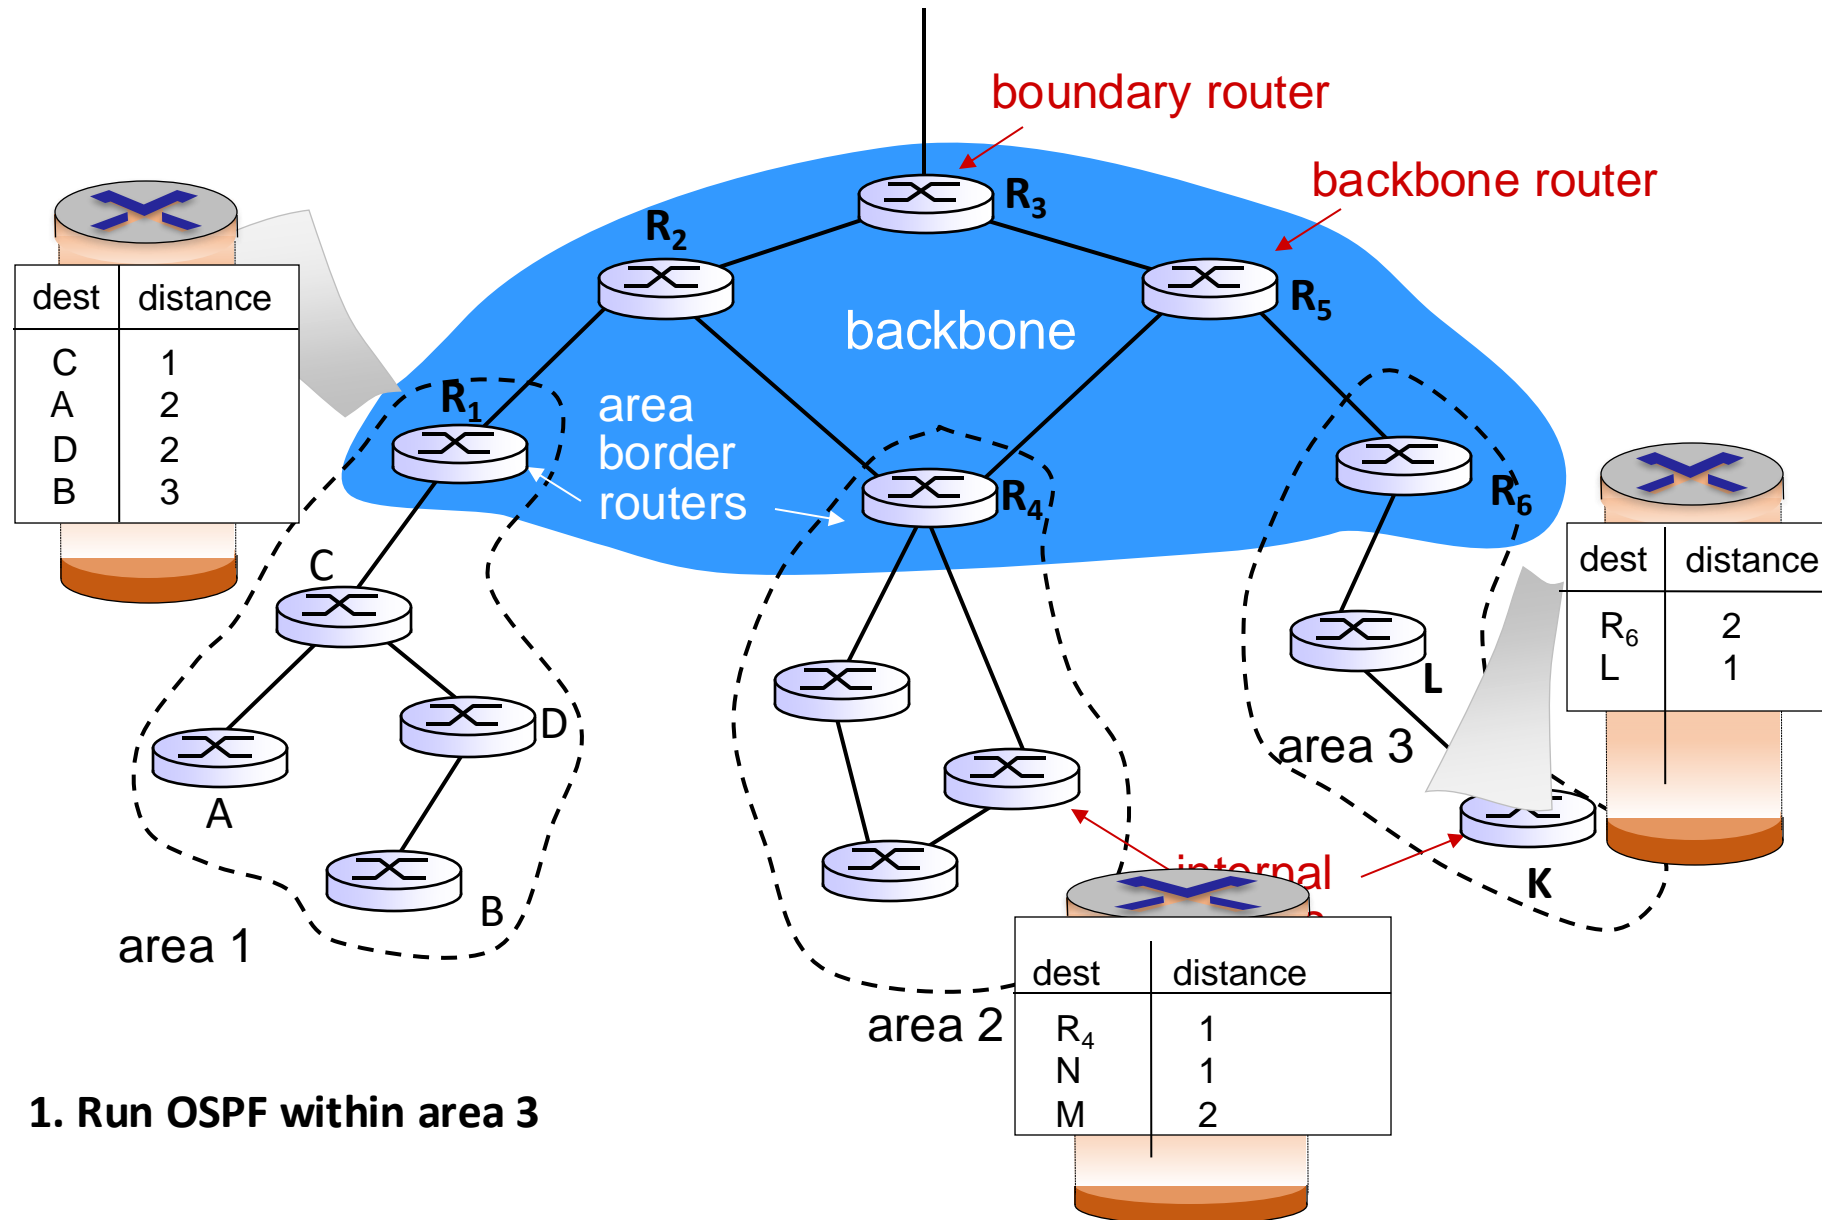 boundary router
backbone router
R3
R2
R5
backbone
dest distance
C 1
A 2
D 2
B 3
R1
area
border
routers
R4
R6
dest distance
R6 2
L 1
C
L
D
area 3
A
internal
K
B
area 1
dest distance
R4 1
N 1
M 2
area 2
1. Run OSPF within area 3